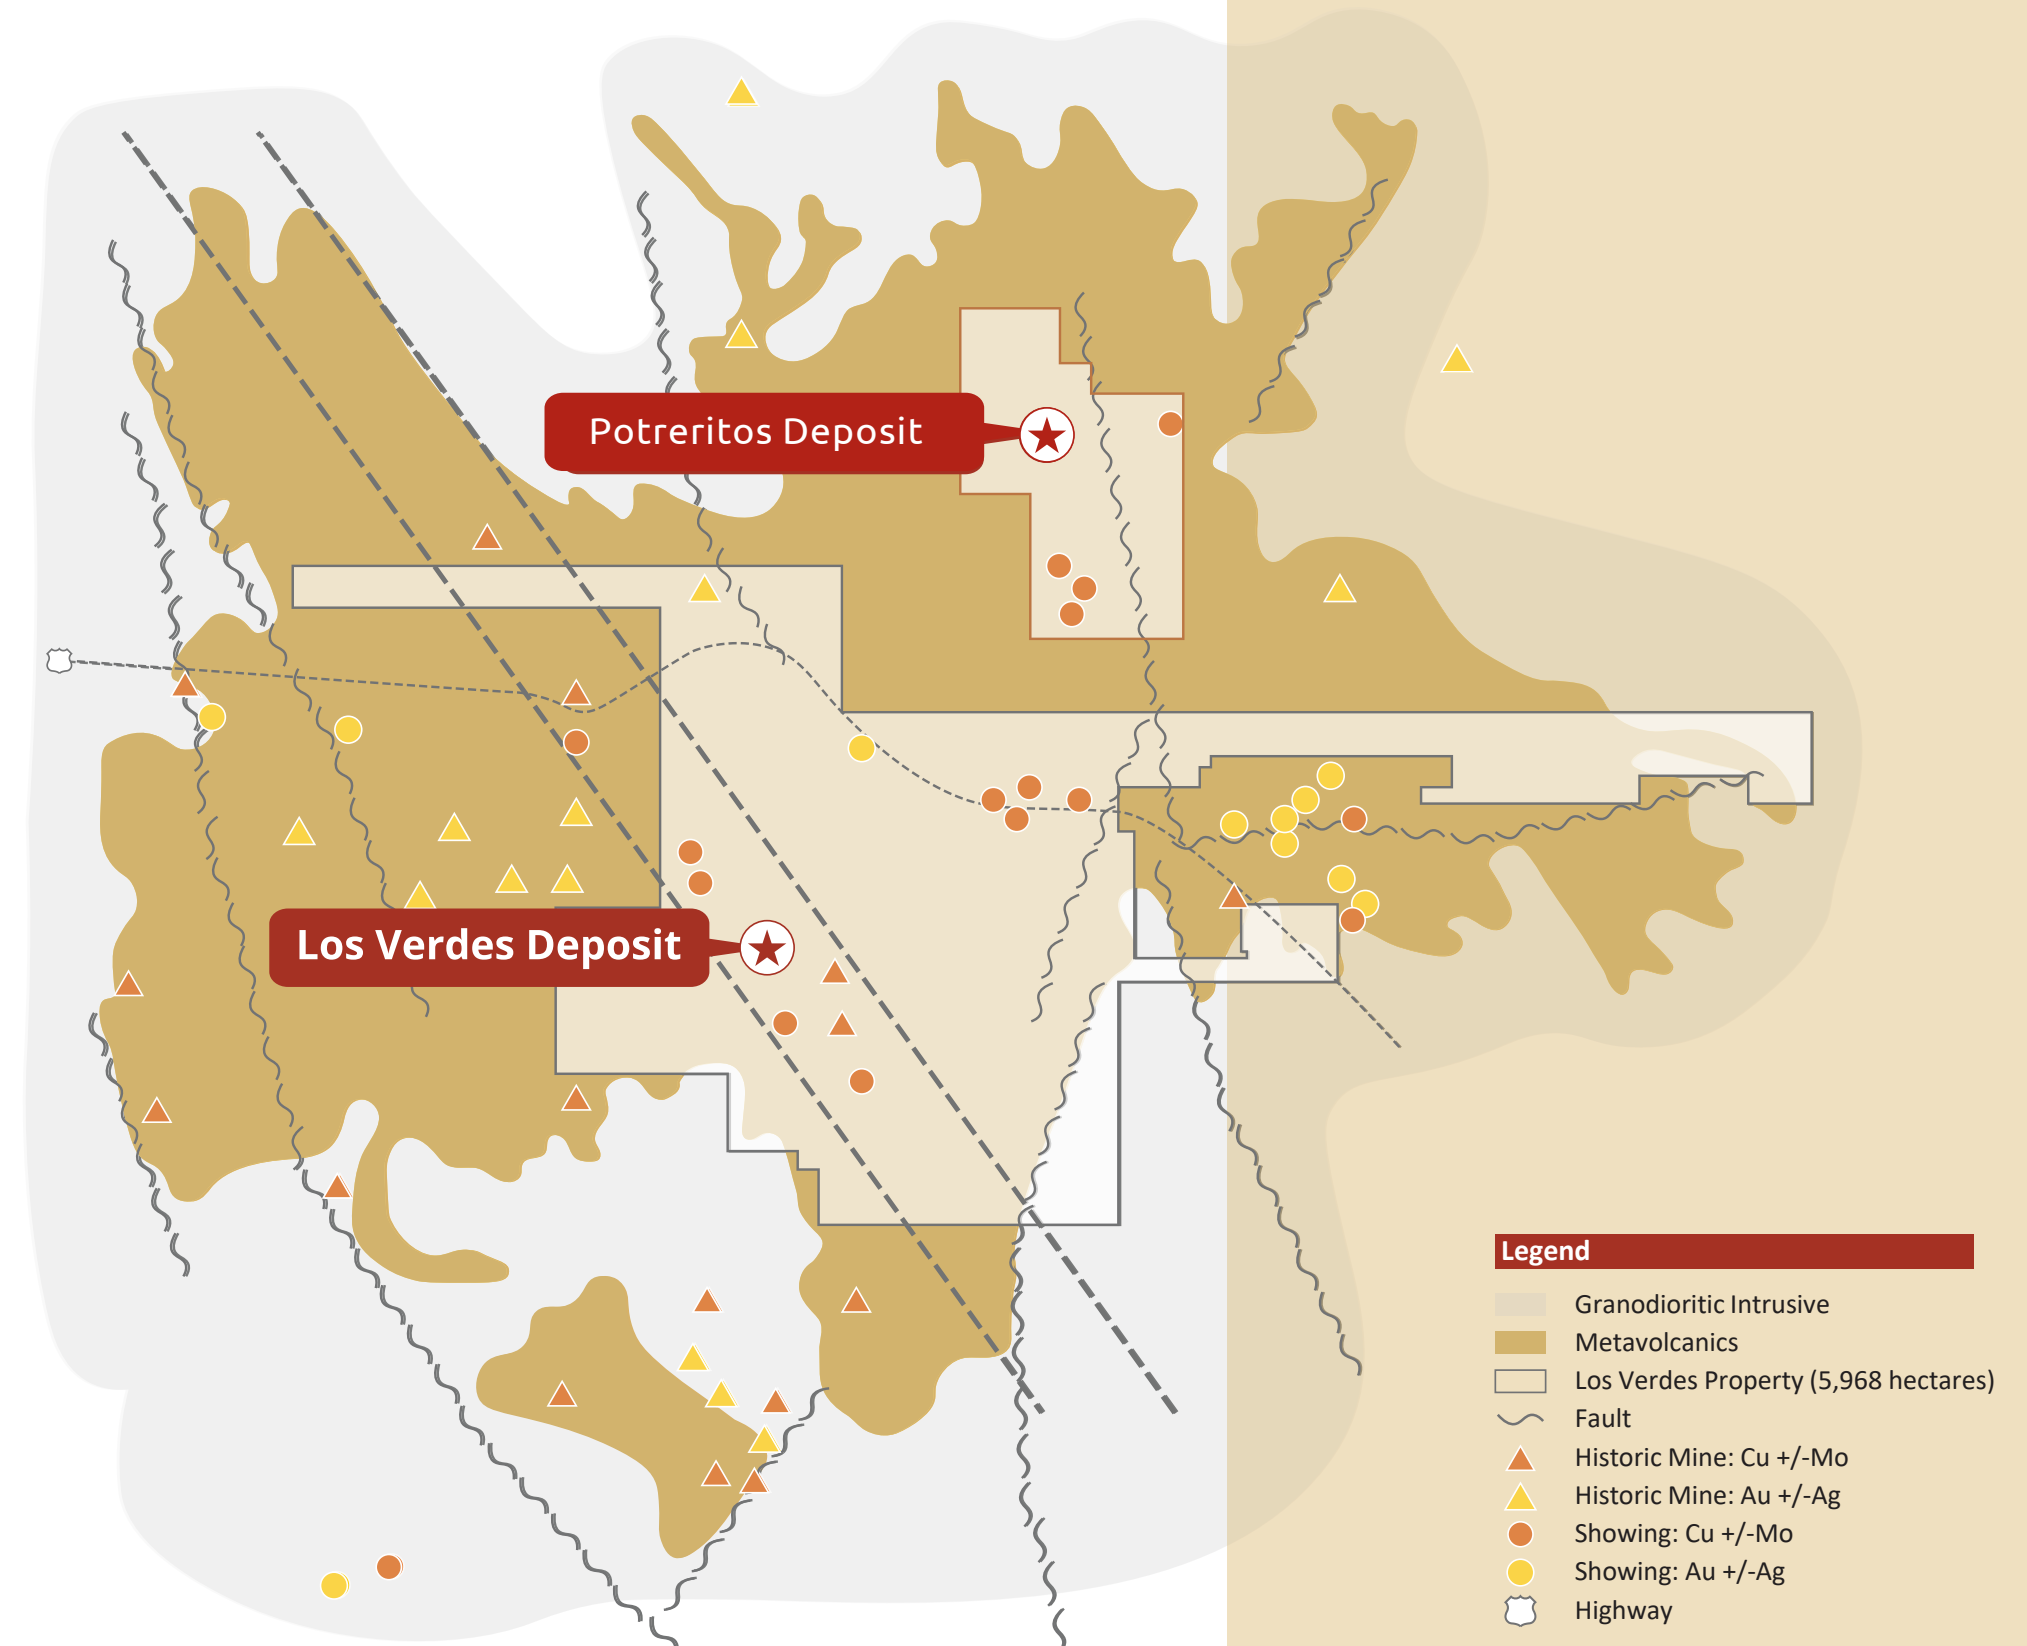 Potreritos Deposit
Los Verdes Deposit
Legend
Granodioritic Intrusive
Metavolcanics
Los Verdes Property (5,968 hectares)
Fault
Historic Mine: Cu +/-Mo
Historic Mine: Au +/-Ag
Showing: Cu +/-Mo
Showing: Au +/-Ag
Highway